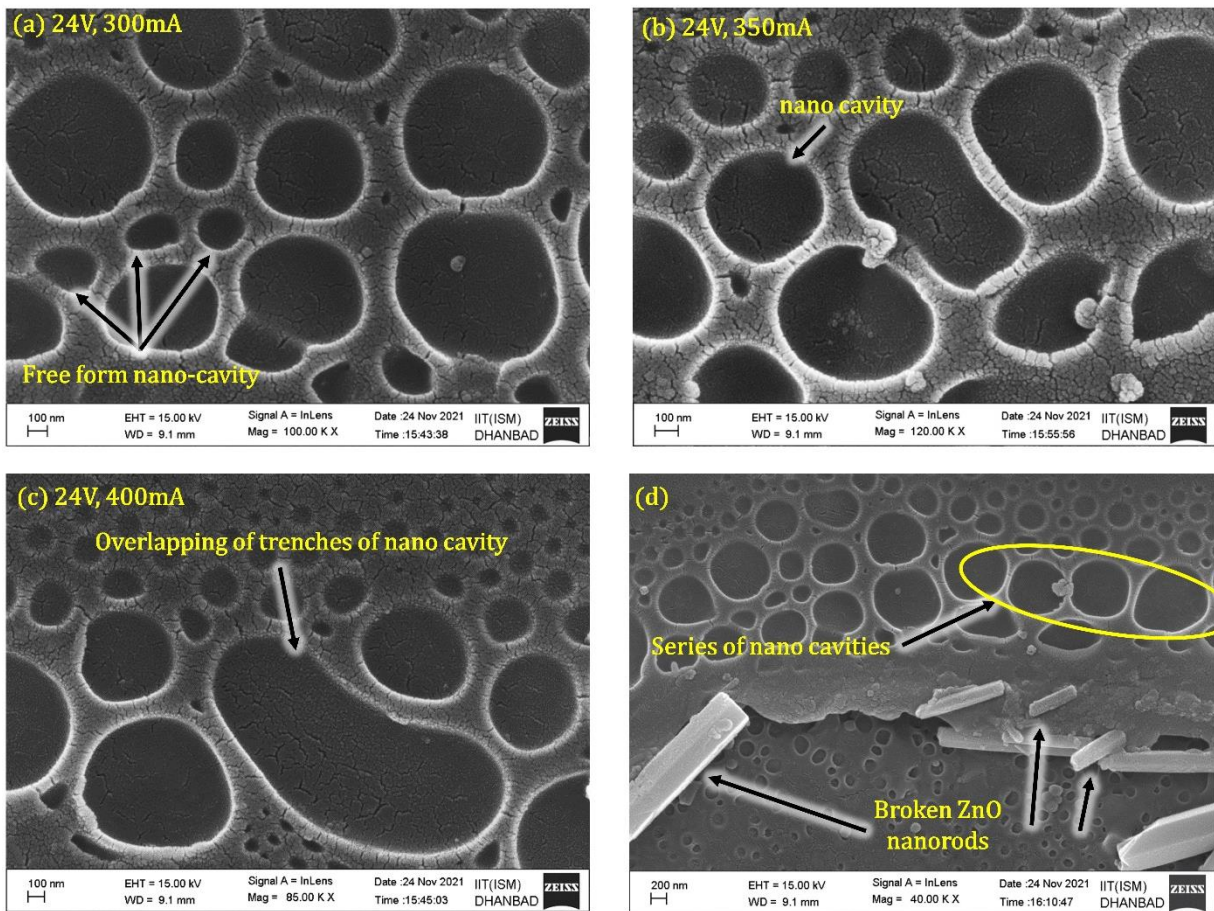 (a) 24V, 300mA
Free form nano-cavity
100 nm
EHT = 15.00 kV
WD = 9.1 mm
Signal A = InLens
Mag = 100.00 K X
Date :24 Nov 2021
Time :15:43:38
IIT(ISM)
DHANBAD
ZEISS
(b) 24V, 350mA
nano cavity
100 nm
EHT = 15.00 kV
WD = 9.1 mm
Signal A = InLens
Mag = 120.00 K X
Date :24 Nov 2021
Time :15:55:56
IIT(ISM)
DHANBAD
ZEISS
(c) 24V, 400mA
Overlapping of trenches of nano cavity
100 nm
EHT = 15.00 kV
WD = 9.1 mm
Signal A = InLens
Mag = 85.00 K X
Date :24 Nov 2021
Time :15:45:03
IIT(ISM)
DHANBAD
ZEISS
(d)
Series of nano cavities
Broken ZnO
nanorods
200 nm
EHT = 15.00 kV
WD = 9.1 mm
Signal A = InLens
Mag = 40.00 K X
Date :24 Nov 2021
Time :16:10:47
IIT(ISM)
DHANBAD
ZEISS